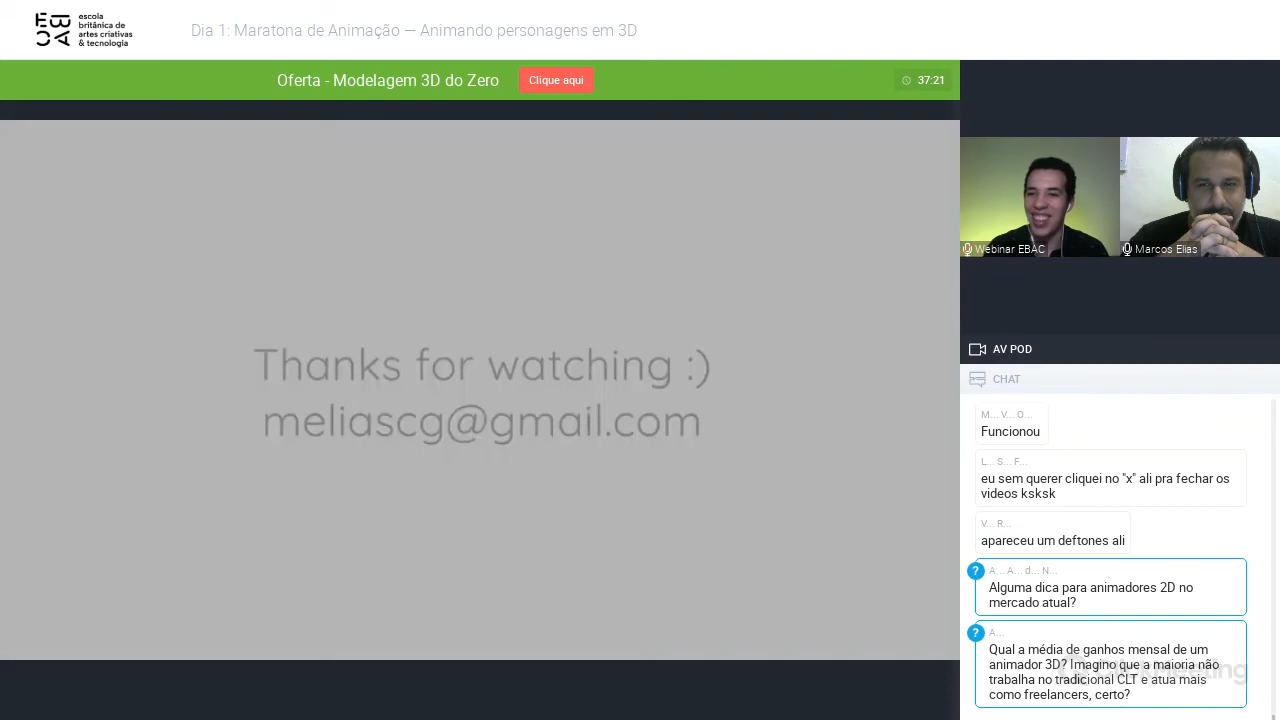 EBAC
escola
britânica de
artes criativas
& tecnologia
Dia 1: Maratona de Animação — Animando personagens em 3D
Oferta - Modelagem 3D do Zero
Clique aqui
37:21
Thanks for watching :)
meliascg@gmail.com
Webinar EBAC
Marcos Elias
AV POD
CHAT
M... V... O...
Funcionou
L... S... F...
eu sem querer cliquei no "x" ali pra fechar os
videos ksksk
V... R...
apareceu um deftones ali
?
A... A... d... N...
Alguma dica para animadores 2D no
mercado atual?
?
A...
Qual a média de ganhos mensal de um
animador 3D? Imagino que a maioria não
trabalha no tradicional CLT e atua mais
como freelancers, certo?
ClickMeeting